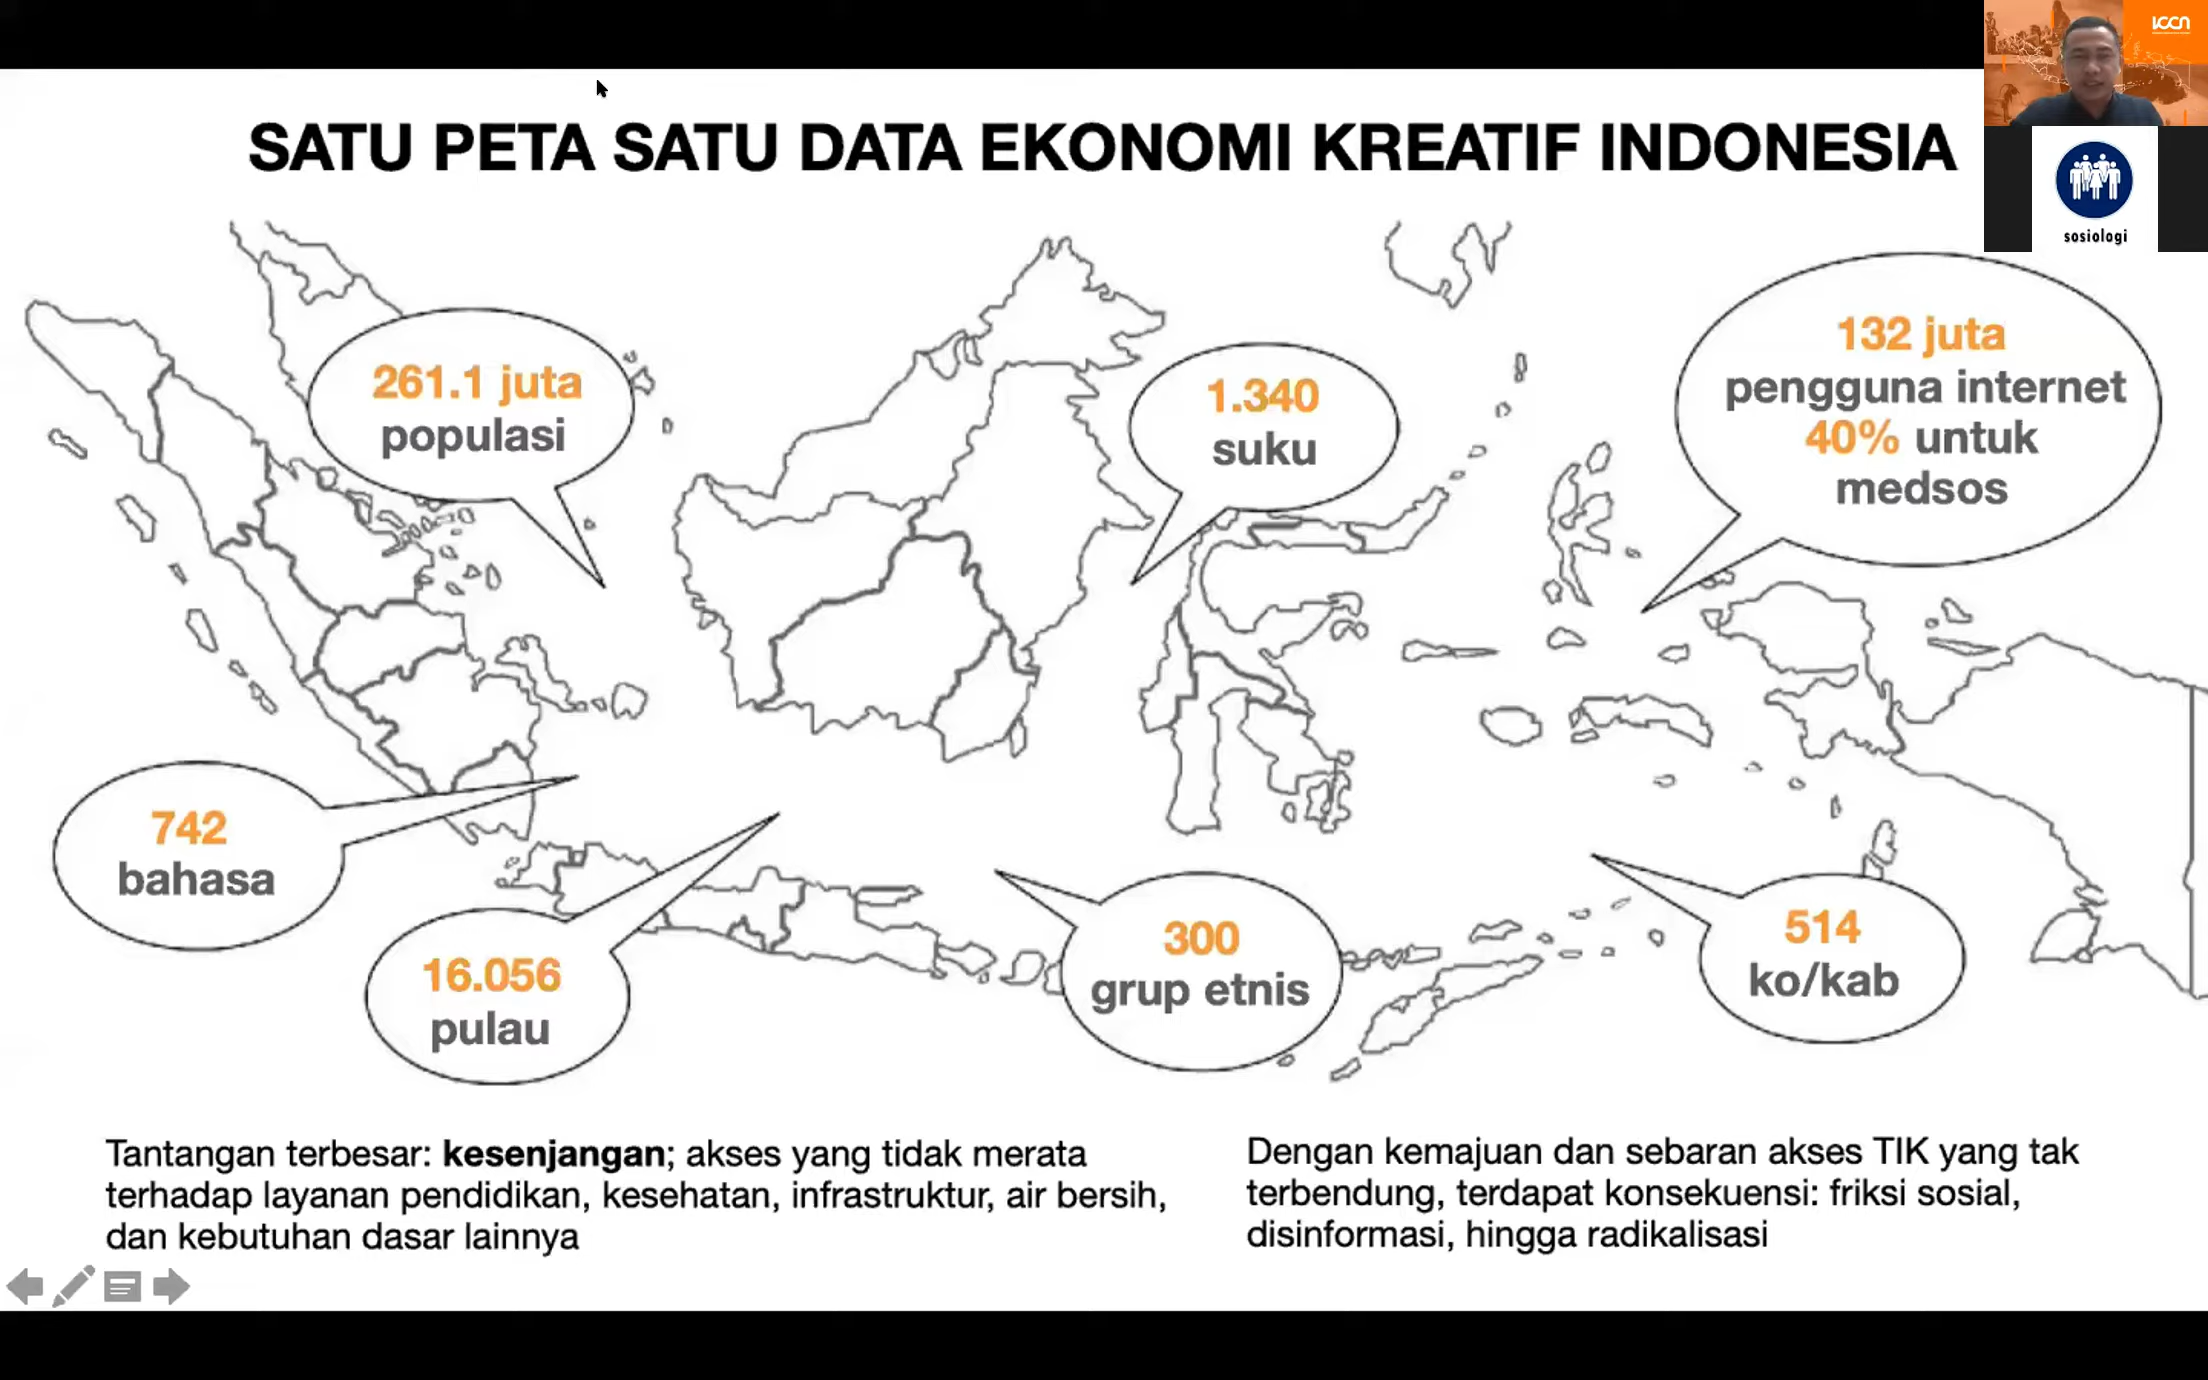 ICCN
SATU PETA SATU DATA EKONOMI KREATIF INDONESIA
sosiologi
261.1 juta
populasi
1.340
suku
132 juta
pengguna internet
40% untuk
medsos
742
bahasa
16.056
pulau
300
grup etnis
514
ko/kab
Tantangan terbesar: kesenjangan; akses yang tidak merata
terhadap layanan pendidikan, kesehatan, infrastruktur, air bersih,
dan kebutuhan dasar lainnya
Dengan kemajuan dan sebaran akses TIK yang tak
terbendung, terdapat konsekuensi: friksi sosial,
disinformasi, hingga radikalisasi